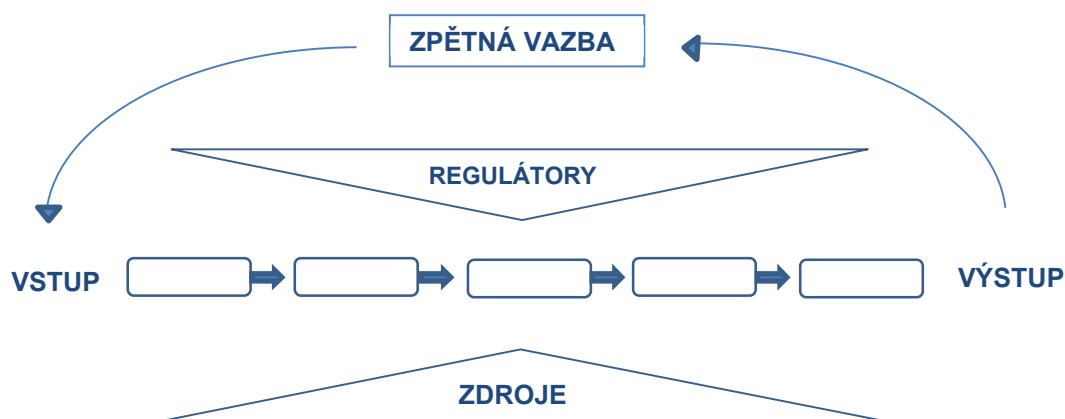 ZPĚTNÁ VAZBA
REGULÁTORY
VSTUP
VÝSTUP
ZDROJE